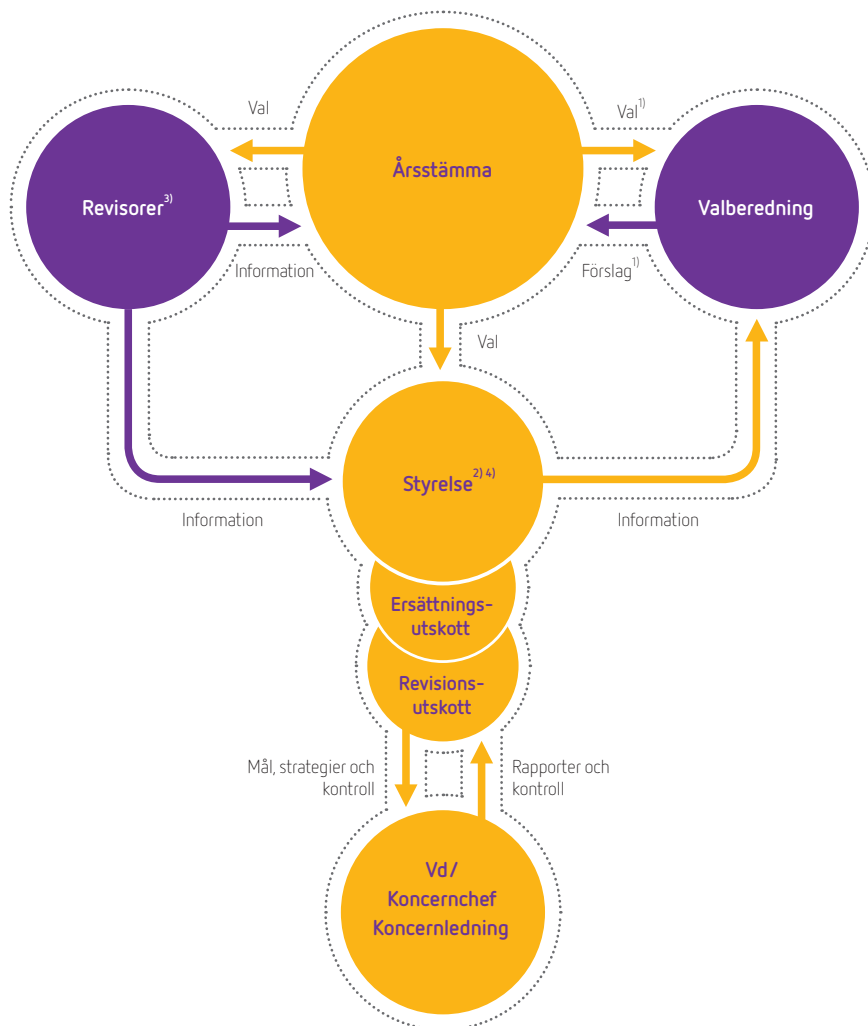 Val
Val1)
Årsstämma
Revisorer3)
Valberedning
Information
Förslag1)
Val
Styrelse2) 4)
Information
Information
Ersättnings-
utskott
Revisions-
utskott
Mål, strategier och
kontroll
Rapporter och
kontroll
Vd/
Koncernchef
Koncernledning